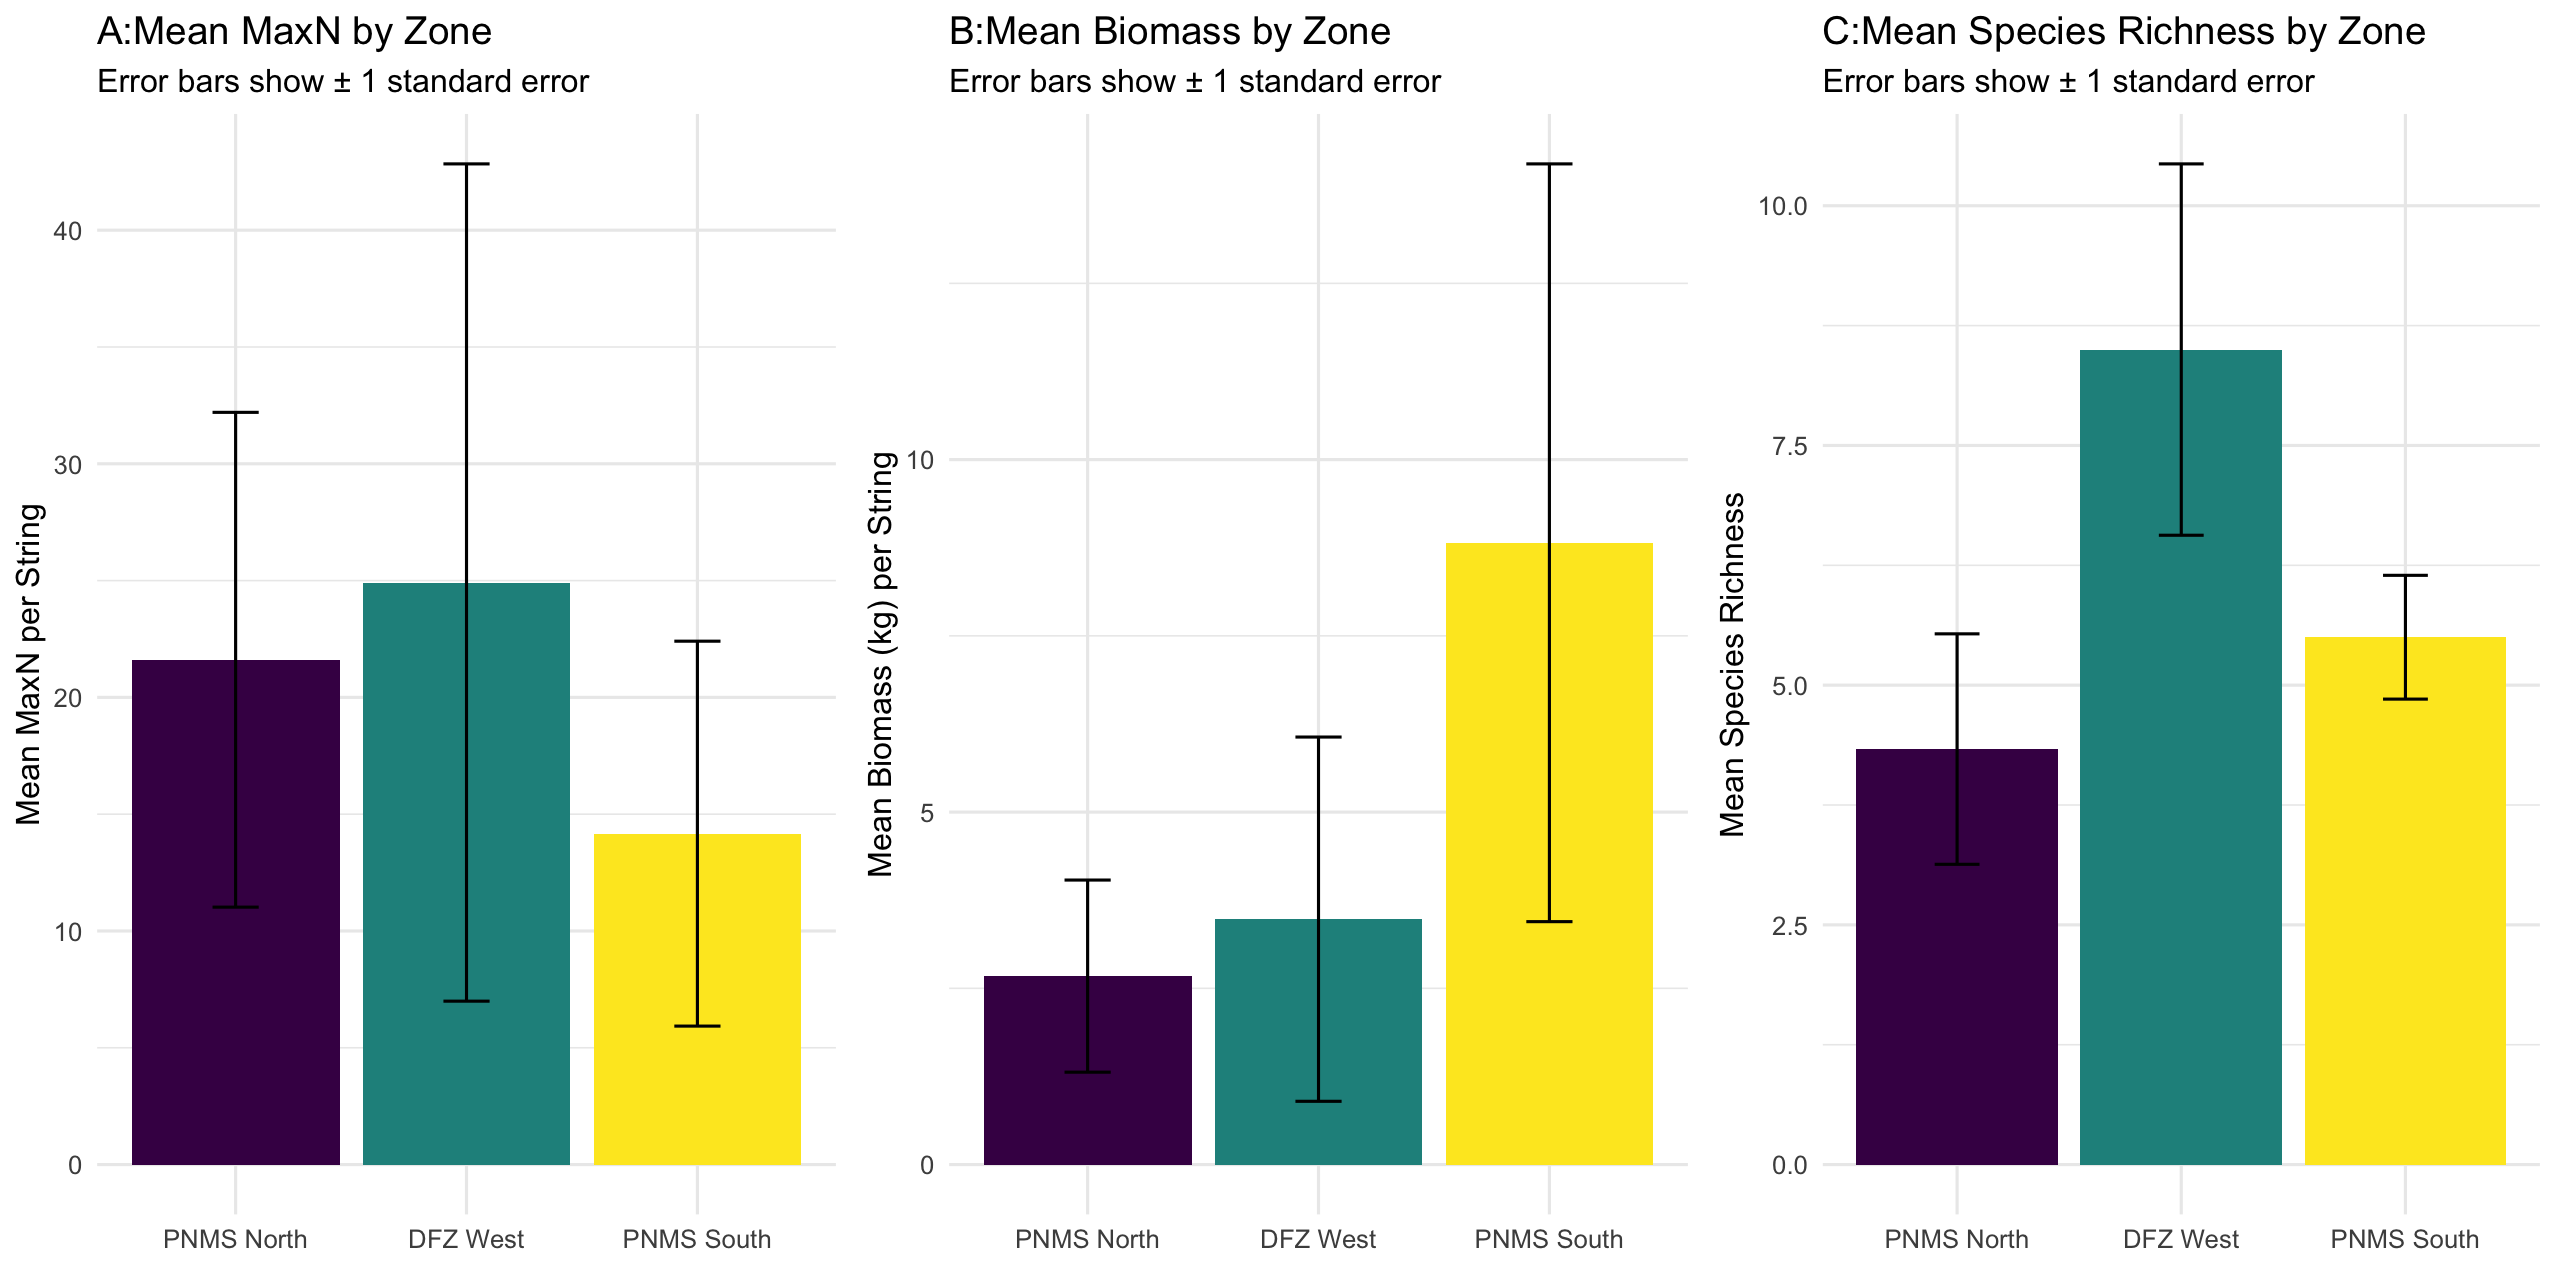 A:Mean MaxN by Zone
Error bars show ± 1 standard error
Mean MaxN per String
40
30
20
10
0
PNMS North
DFZ West
PNMS South
B:Mean Biomass by Zone
Error bars show ± 1 standard error
Mean Biomass (kg) per String
10
5
0
PNMS North
DFZ West
PNMS South
C:Mean Species Richness by Zone
Error bars show ± 1 standard error
Mean Species Richness
10.0
7.5
5.0
2.5
0.0
PNMS North
DFZ West
PNMS South